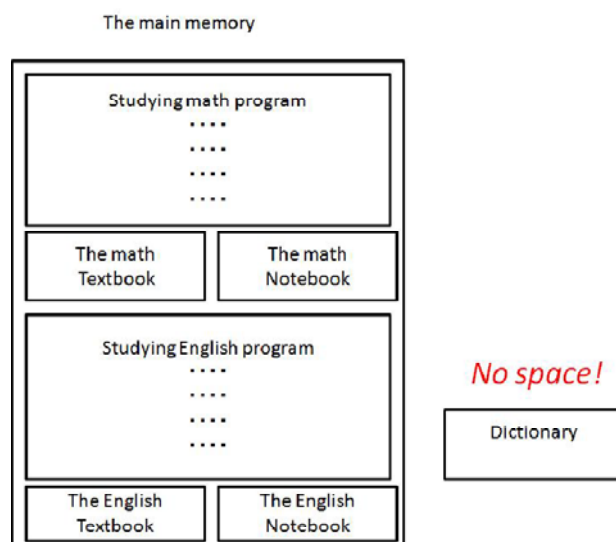 The main memory
Studying math program
....
....
....
....
The math
Textbook
The math
Notebook
Studying English program
....
....
....
....
No space!
Dictionary
The English
Textbook
The English
Notebook